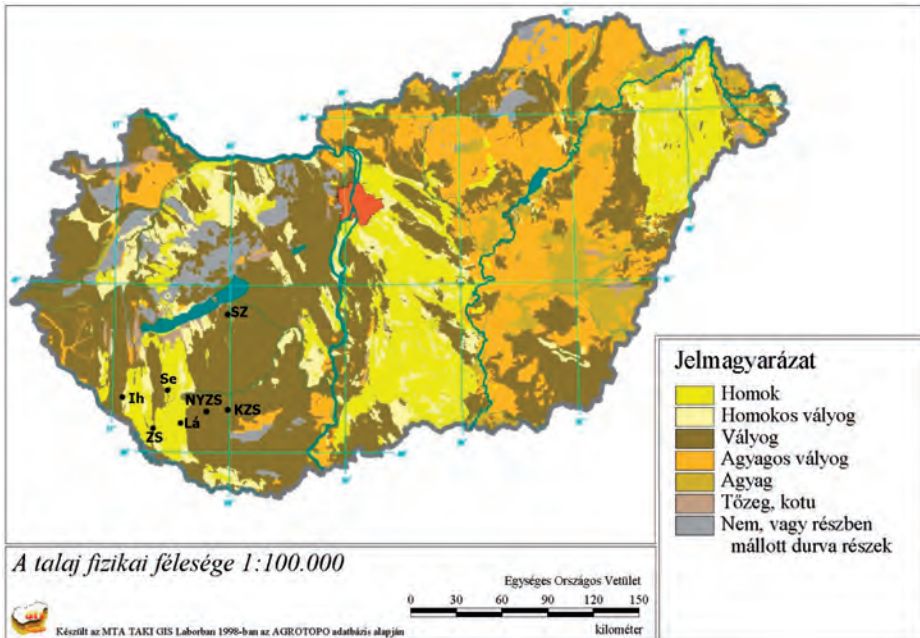 SZ
Se
Ih
NYZS
KZS
ZS
Lá
Jelmagyarázat
Homok
Homokos vályog
Vályog
Agyagos vályog
Agyag
Tőzeg, kotu
Nem, vagy részben
mállott durva részek
A talaj fizikai félesége 1:100.000
Egységes Országos Vetület
0 30 60 90 120 150
kilométer
Készült az MTA TAKI GIS Laborban 1998-ban az AGROTOPO adatbázis alapján